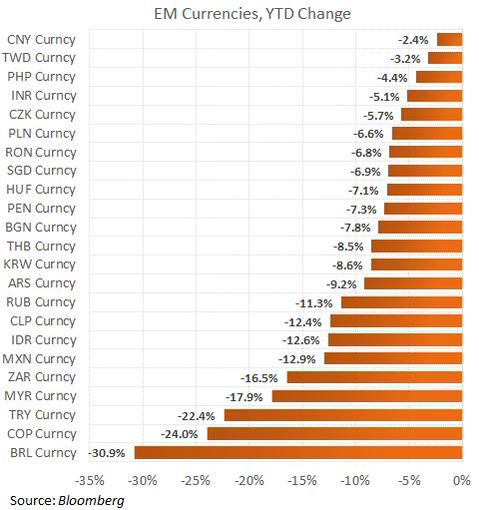 EM Currencies, YTD Change
CNY Curncy -2.4%
TWD Curncy -3.2%
PHP Curncy -4.4%
INR Curncy -5.1%
CZK Curncy -5.7%
PLN Curncy -6.6%
RON Curncy -6.8%
SGD Curncy -6.9%
HUF Curncy -7.1%
PEN Curncy -7.3%
BGN Curncy -7.8%
THB Curncy -8.5%
KRW Curncy -8.6%
ARS Curncy -9.2%
RUB Curncy -11.3%
CLP Curncy -12.4%
IDR Curncy -12.6%
MXN Curncy -12.9%
ZAR Curncy -16.5%
MYR Curncy -17.9%
TRY Curncy -22.4%
COP Curncy -24.0%
BRL Curncy -30.9%
-35% -30% -25% -20% -15% -10% -5% 0%
Source: Bloomberg